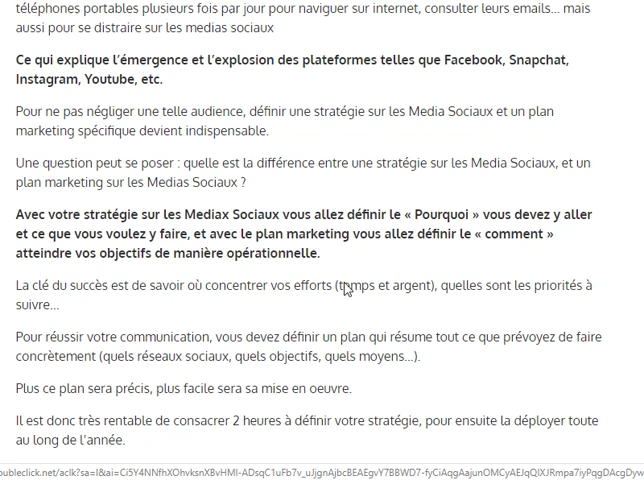 téléphones portables plusieurs fois par jour pour naviguer sur internet, consulter leurs emails... mais
aussi pour se distraire sur les medias sociaux
Ce qui explique l'émergence et l'explosion des plateformes telles que Facebook, Snapchat,
Instagram, Youtube, etc.
Pour ne pas négliger une telle audience, définir une stratégie sur les Media Sociaux et un plan
marketing spécifique devient indispensable.
Une question peut se poser : quelle est la différence entre une stratégie sur les Media Sociaux, et un
plan marketing sur les Medias Sociaux ?
Avec votre stratégie sur les Mediax Sociaux vous allez définir le « Pourquoi » vous devez y aller
et ce que vous voulez y faire, et avec le plan marketing vous allez définir le « comment »
atteindre vos objectifs de manière opérationnelle.
La clé du succès est de savoir où concentrer vos efforts (temps et argent), quelles sont les priorités à
suivre...
Pour réussir votre communication, vous devez définir un plan qui résume tout ce que prévoyez de faire
concrètement (quels réseaux sociaux, quels objectifs, quels moyens...).
Plus ce plan sera précis, plus facile sera sa mise en oeuvre.
Il est donc très rentable de consacrer 2 heures à définir votre stratégie, pour ensuite la déployer toute
au long de l'année.